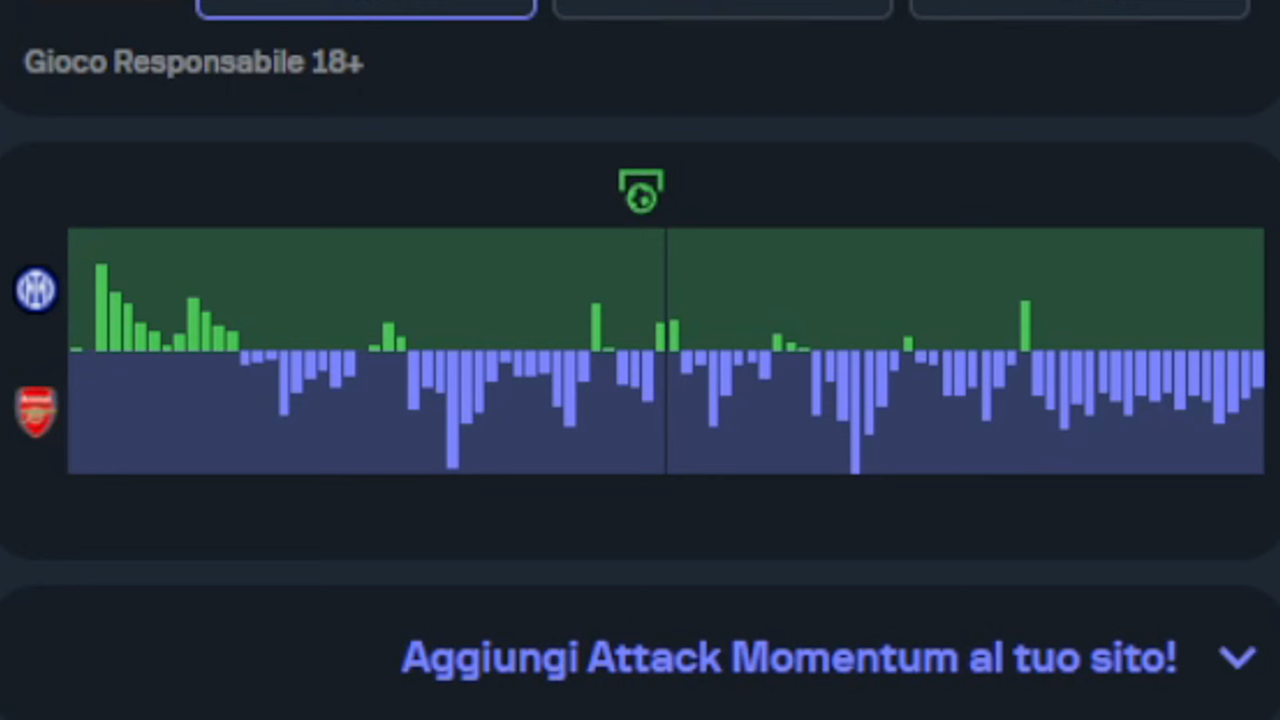 Gioco Responsabile 18+
Aggiungi Attack Momentum al tuo sito!